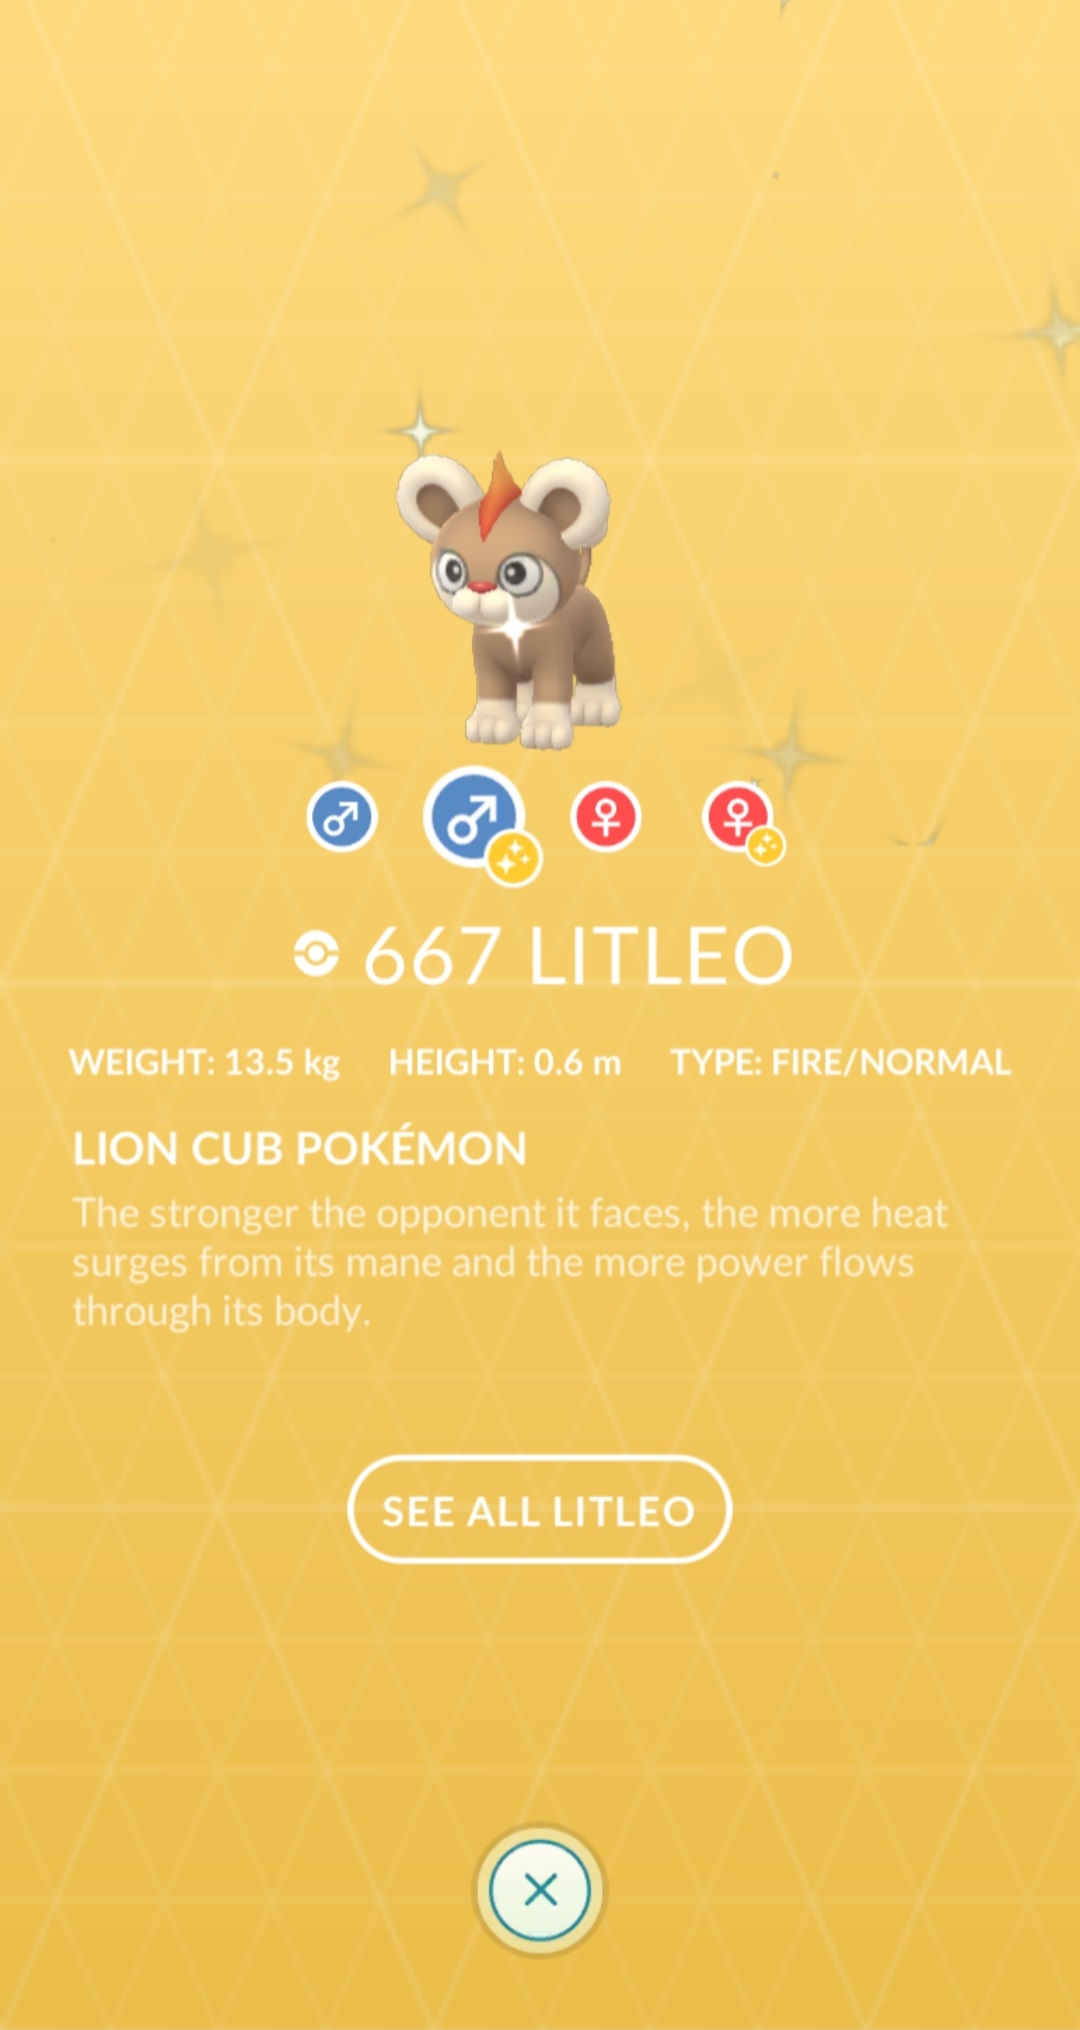 667 LITLEO
WEIGHT: 13.5 kg HEIGHT: 0.6 m TYPE: FIRE/NORMAL
LION CUB POKÉMON
The stronger the opponent it faces, the more heat
surges from its mane and the more power flows
through its body.
SEE ALL LITLEO